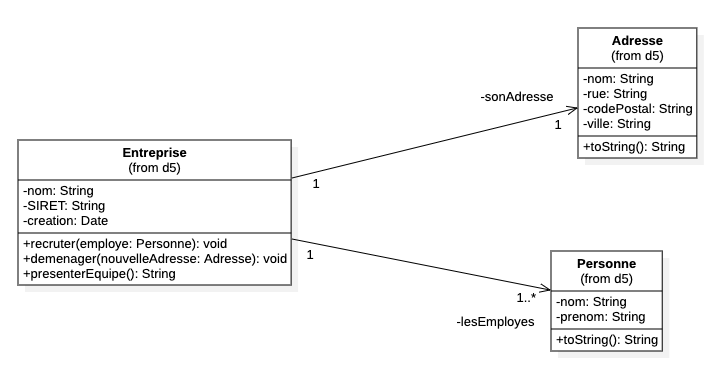 Adresse
(from d5)
-nom: String
-rue: String
-codePostal: String
-ville: String
+toString(): String
-sonAdresse
1
Entreprise
(from d5)
-nom: String
-SIRET: String
-creation: Date
+recruter(employe: Personne): void
+demenager(nouvelleAdresse: Adresse): void
+presenterEquipe(): String
1
1
1..*
-lesEmployes
Personne
(from d5)
-nom: String
-prenom: String
+toString(): String